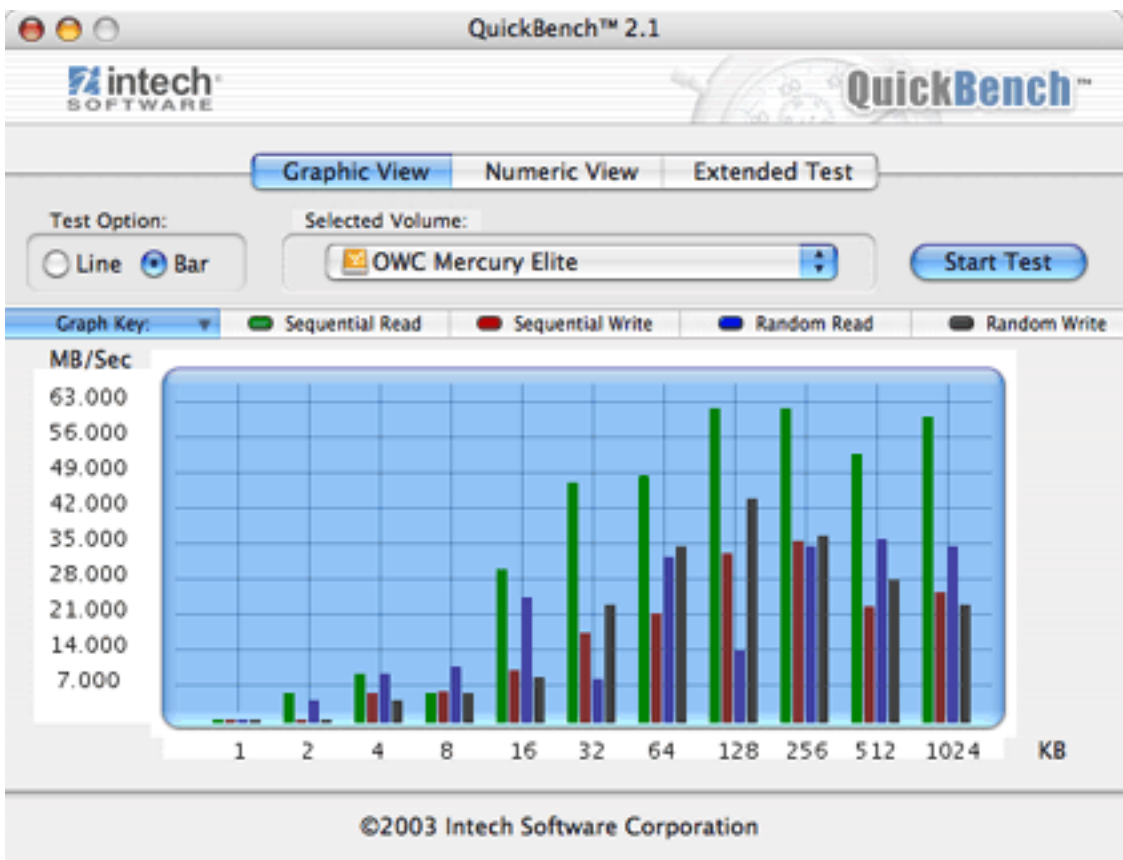 QuickBench™ 2.1
intech
SOFTWARE
QuickBench™
Graphic View Numeric View Extended Test
Test Option: Selected Volume:
Line Bar OWC Mercury Elite Start Test
Graph Key: Sequential Read Sequential Write Random Read Random Write
MB/Sec
63.000
56.000
49.000
42.000
35.000
28.000
21.000
14.000
7.000
1 2 4 8 16 32 64 128 256 512 1024 KB
©2003 Intech Software Corporation